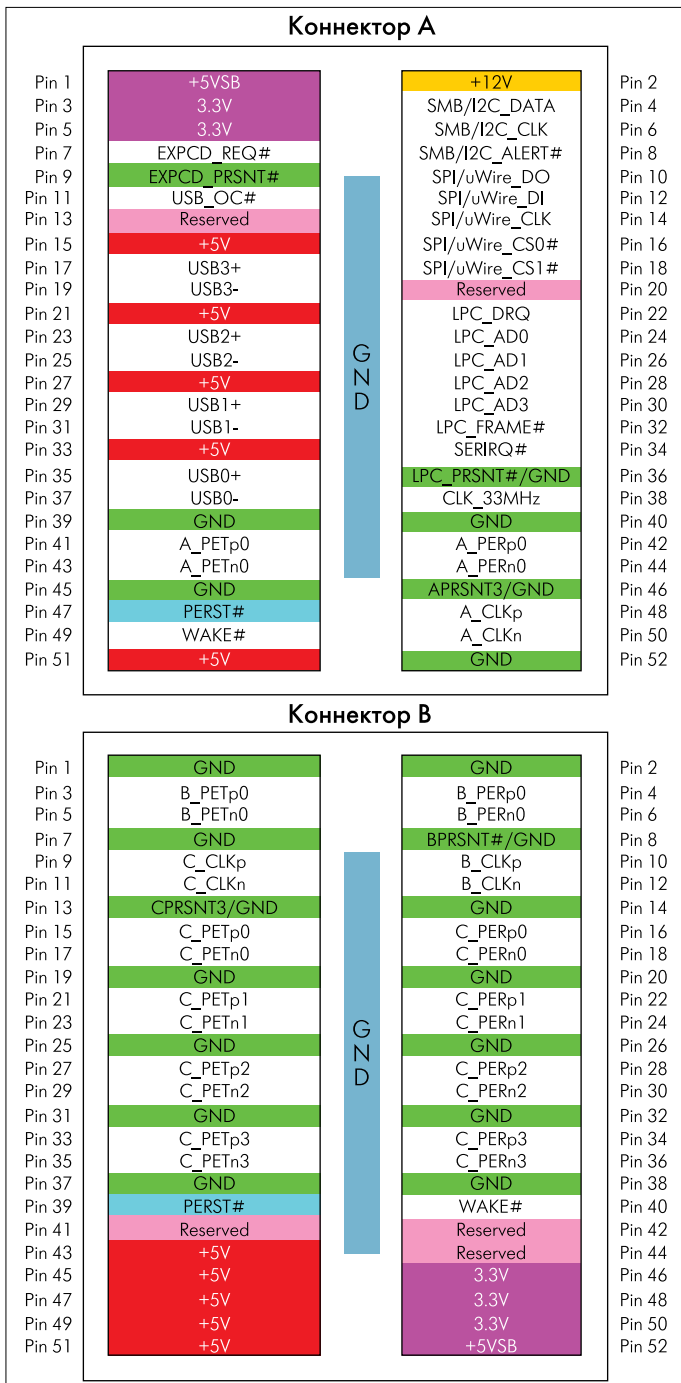 Коннектор А
Pin 1 +5VSB +12V Pin 2
Pin 3 3.3V SMB/I2C_DATA Pin 4
Pin 5 3.3V SMB/I2C_CLK Pin 6
Pin 7 EXPCD_REQ# SMB/I2C_ALERT# Pin 8
Pin 9 EXPCD_PRSNT# SPI/uWire_DO Pin 10
Pin 11 USB_OC# SPI/uWire_DI Pin 12
Pin 13 Reserved SPI/uWire_CLK Pin 14
Pin 15 +5V SPI/uWire_CS0# Pin 16
Pin 17 USB3+ SPI/uWire_CS1# Pin 18
Pin 19 USB3- Reserved Pin 20
Pin 21 +5V LPC_DRQ Pin 22
Pin 23 USB2+ LPC_AD0 Pin 24
Pin 25 USB2- LPC_AD1 Pin 26
Pin 27 +5V LPC_AD2 Pin 28
Pin 29 USB1+ LPC_AD3 Pin 30
Pin 31 USB1- LPC_FRAME# Pin 32
Pin 33 +5V SERIRQ# Pin 34
Pin 35 USB0+ LPC_PRSNT#/GND Pin 36
Pin 37 USB0- CLK_33MHz Pin 38
Pin 39 GND GND Pin 40
Pin 41 A_PETp0 A_PERp0 Pin 42
Pin 43 A_PETn0 A_PERn0 Pin 44
Pin 45 GND APRSNT3/GND Pin 46
Pin 47 PERST# A_CLKp Pin 48
Pin 49 WAKE# A_CLKn Pin 50
Pin 51 +5V GND Pin 52
GND
Коннектор В
Pin 1 GND GND Pin 2
Pin 3 B_PETp0 B_PERp0 Pin 4
Pin 5 B_PETn0 B_PERn0 Pin 6
Pin 7 GND BPRSNT#/GND Pin 8
Pin 9 C_CLKp B_CLKp Pin 10
Pin 11 C_CLKn B_CLKn Pin 12
Pin 13 CPRSNT3/GND GND Pin 14
Pin 15 C_PETp0 C_PERp0 Pin 16
Pin 17 C_PETn0 C_PERn0 Pin 18
Pin 19 GND GND Pin 20
Pin 21 C_PETp1 C_PERp1 Pin 22
Pin 23 C_PETn1 C_PERn1 Pin 24
Pin 25 GND GND Pin 26
Pin 27 C_PETp2 C_PERp2 Pin 28
Pin 29 C_PETn2 C_PERn2 Pin 30
Pin 31 GND GND Pin 32
Pin 33 C_PETp3 C_PERp3 Pin 34
Pin 35 C_PETn3 C_PERn3 Pin 36
Pin 37 GND GND Pin 38
Pin 39 PERST# WAKE# Pin 40
Pin 41 Reserved Reserved Pin 42
Pin 43 +5V Reserved Pin 44
Pin 45 +5V 3.3V Pin 46
Pin 47 +5V 3.3V Pin 48
Pin 49 +5V 3.3V Pin 50
Pin 51 +5V +5VSB Pin 52
GND